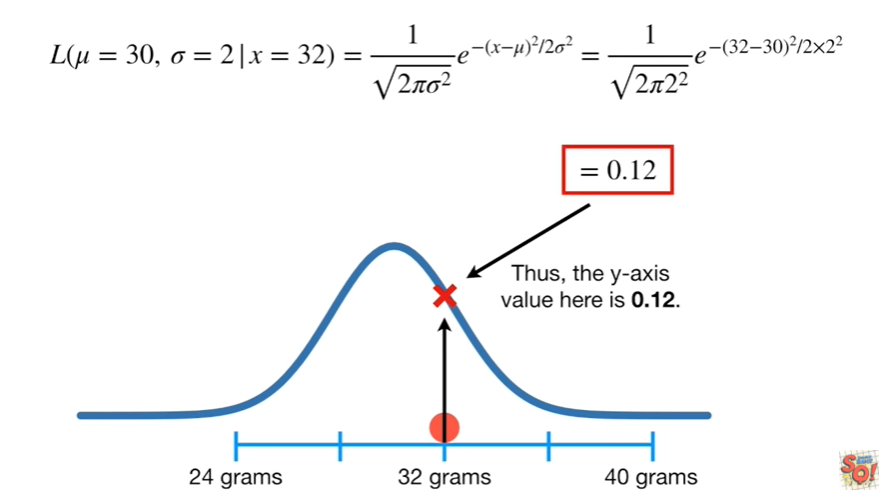 L(μ = 30, σ = 2 | x = 32) = 1/√(2πσ²) e^(−(x−μ)²/2σ²) = 1/√(2π2²) e^(−(32−30)²/2×2²)
= 0.12
Thus, the y-axis
value here is 0.12.
24 grams 32 grams 40 grams
SQ!